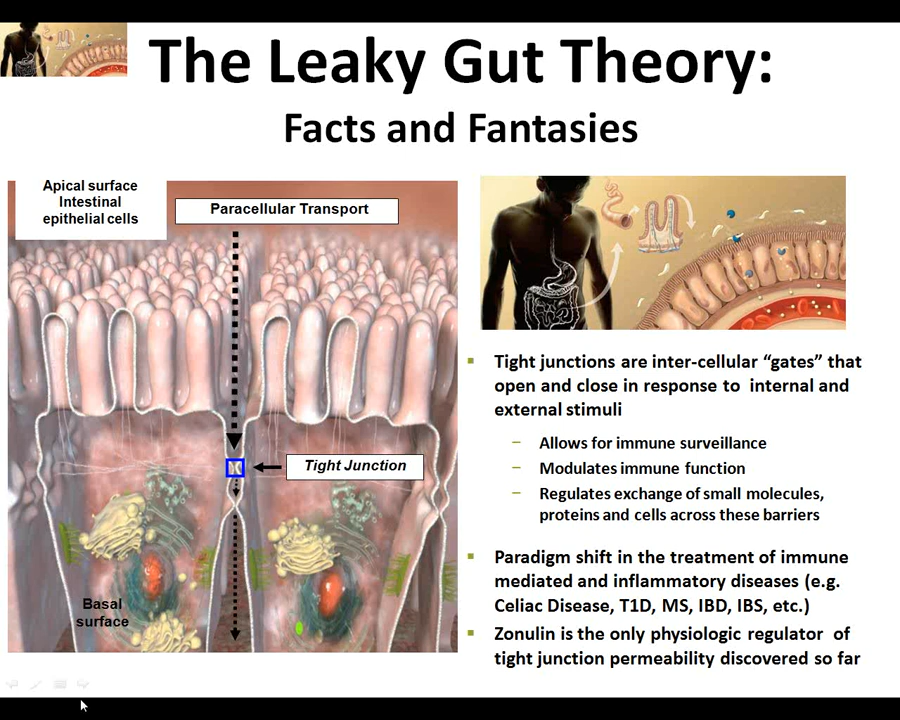 The Leaky Gut Theory:
Facts and Fantasies
Apical surface
Intestinal
epithelial cells
Paracellular Transport
Tight Junction
Basal
surface
Tight junctions are inter-cellular “gates” that
open and close in response to internal and
external stimuli
– Allows for immune surveillance
– Modulates immune function
– Regulates exchange of small molecules,
proteins and cells across these barriers
Paradigm shift in the treatment of immune
mediated and inflammatory diseases (e.g.
Celiac Disease, T1D, MS, IBD, IBS, etc.)
Zonulin is the only physiologic regulator of
tight junction permeability discovered so far